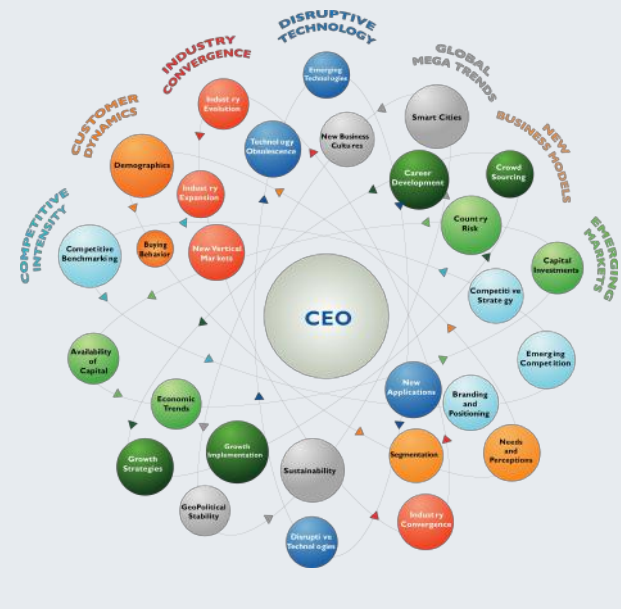 DISRUPTIVE
TECHNOLOGY
INDUSTRY
CONVERGENCE
GLOBAL
MEGA TRENDS
CUSTOMER
DYNAMICS
NEW
BUSINESS MODELS
COMPETITIVE
INTENSITY
EMERGING
MARKETS
Emerging
Technologies
Industry
Evolution
Smart Cities
Technology
Obsolescence
New Business
Cultures
Demographics
Career
Development
Crowd
Sourcing
Industry
Expansion
Country
Risk
Competitive
Benchmarking
Buying
Behavior
New Vertical
Markets
Capital
Investments
Competitive
Strategy
CEO
Availability
of
Capital
Emerging
Competition
Economic
Trends
New
Applications
Branding
and
Positioning
Growth
Strategies
Growth
Implementation
Sustainability
Segmentation
Needs
and
Perceptions
GeoPolitical
Stability
Industry
Convergence
Disruptive
Technologies